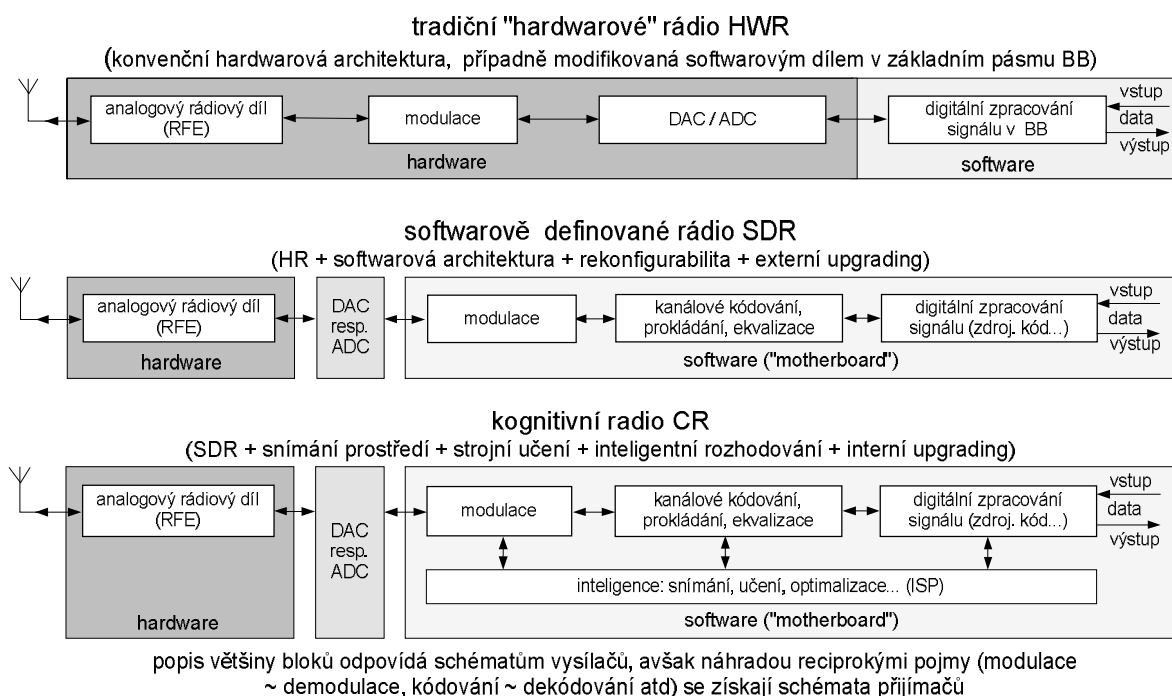 tradiční "hardwarové" rádio HWR
(konvenční hardwarová architektura, případně modifikovaná softwarovým dílem v základním pásmu BB)
analogový rádiový díl
(RFE)
modulace
DAC / ADC
digitální zpracování
signálu v BB
vstup
data
výstup
hardware
software
softwarově definované rádio SDR
(HR + softwarová architektura + rekonfigurabilita + externí upgrading)
analogový rádiový díl
(RFE)
hardware
DAC
resp.
ADC
modulace
kanálové kódování,
prokládání, ekvalizace
digitální zpracování
signálu (zdroj. kód...)
vstup
data
výstup
software ("motherboard")
kognitivní radio CR
(SDR + snímání prostředí + strojní učení + inteligentní rozhodování + interní upgrading)
analogový rádiový díl
(RFE)
hardware
DAC
resp.
ADC
modulace
kanálové kódování,
prokládání, ekvalizace
digitální zpracování
signálu (zdroj. kód...)
vstup
data
výstup
inteligence: snímání, učení, optimalizace... (ISP)
software ("motherboard")
popis většiny bloků odpovídá schématům vysílačů, avšak náhradou reciprokými pojmy (modulace
~ demodulace, kódování ~ dekódování atd) se získají schémata přijímačů